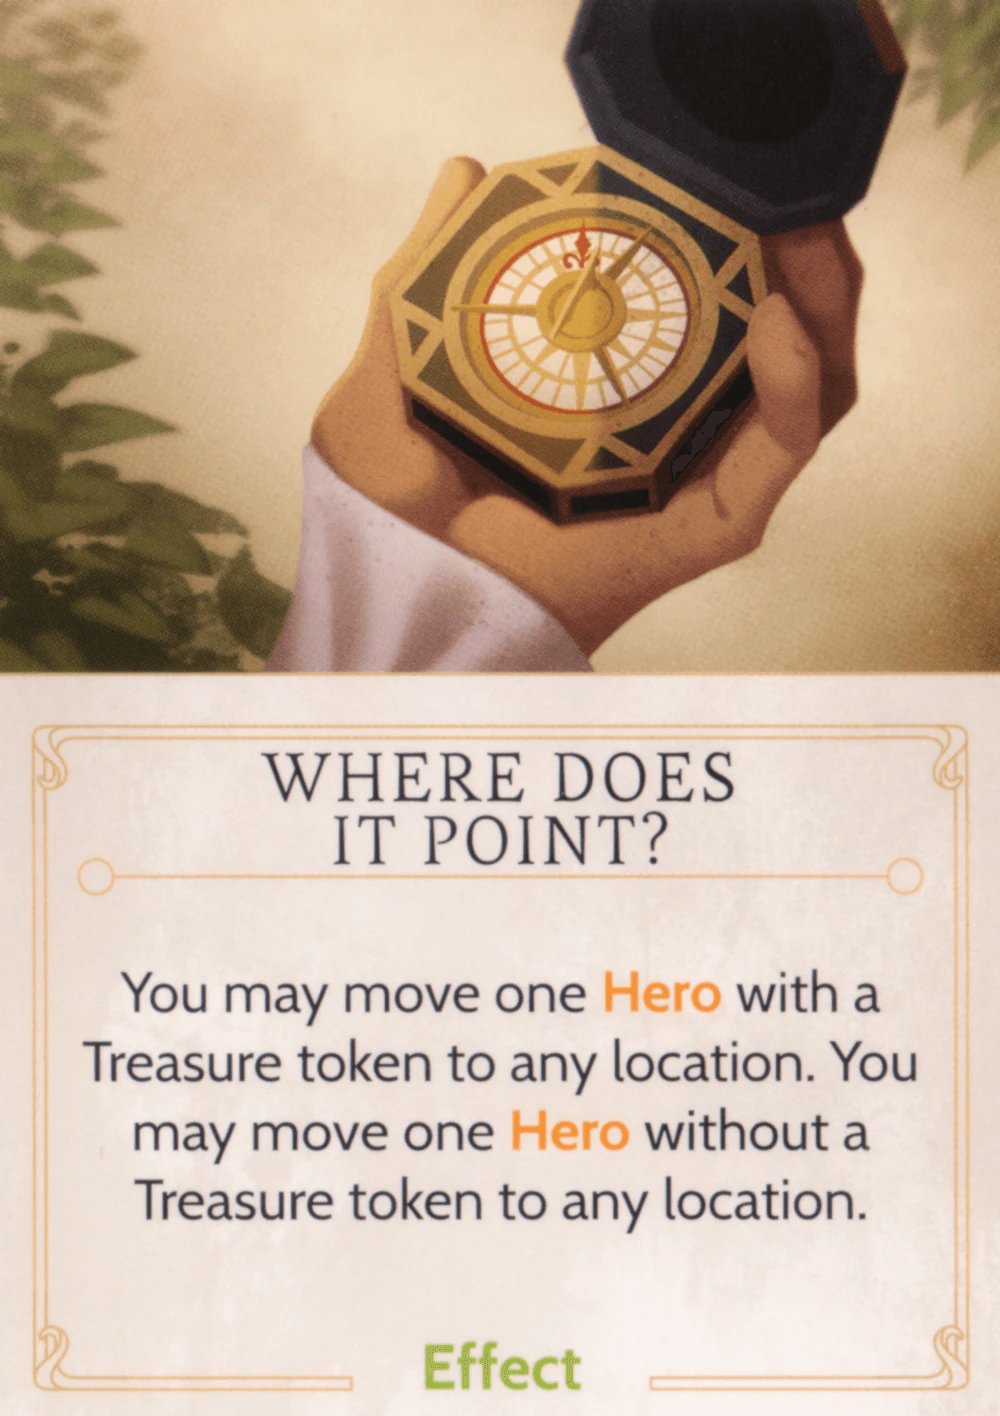 WHERE DOES
IT POINT?
You may move one Hero with a
Treasure token to any location. You
may move one Hero without a
Treasure token to any location.
Effect